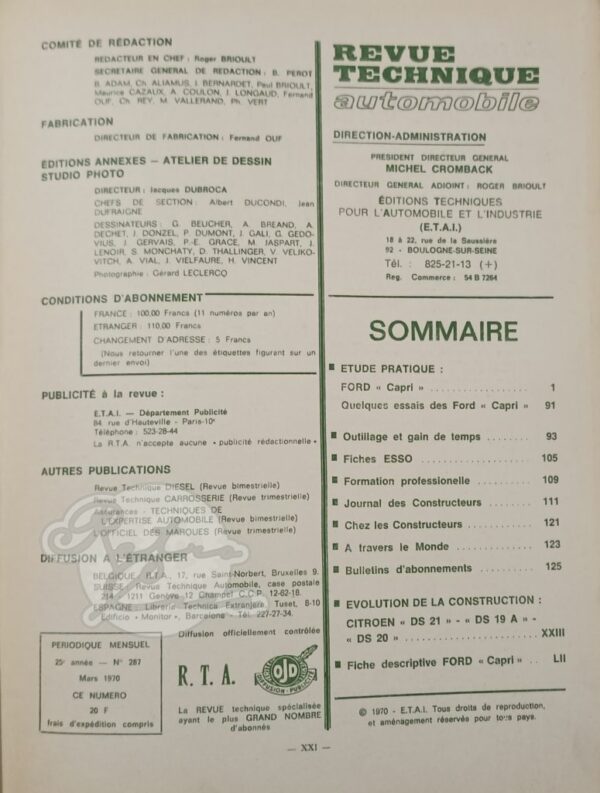 COMITÉ DE RÉDACTION
REDACTEUR EN CHEF : Roger BRIOULT
SECRETAIRE GENERAL DE REDACTION : B. PEROT
B. ADAM, Ch. ALIAMUS, J. BERNARDET, Paul BRIOULT,
Maurice CAZAUX, A. COULON, J. LONGAUD, Fernand
OUF, Ch. REY, M. VALLERAND, Ph. VERT
FABRICATION
DIRECTEUR DE FABRICATION : Fernand OUF
ÉDITIONS ANNEXES — ATELIER DE DESSIN
STUDIO PHOTO
DIRECTEUR : Jacques DUBROCA
CHEFS DE SECTION : Albert DUCONDI, Jean
DUFRAIGNE
DESSINATEURS : G. BEUCHER, A. BREAND, A.
DECHET, J. DONZEL, P. DUMONT, J. GALI, G. GEDO-
VIUS, J. GERVAIS, P.-E. GRACE, M. JASPART, J.
LENOIR, S. MONCHATY, D. THALLINGER, V. VELIKO-
VITCH, A. VIAL, J. VIELFAURE, H. VINCENT
Photographie : Gérard LECLERCQ
CONDITIONS D'ABONNEMENT
FRANCE : 100,00 Francs (11 numéros par an)
ETRANGER : 110,00 Francs
CHANGEMENT D'ADRESSE : 5 Francs
(Nous retourner l'une des étiquettes figurant sur un
dernier envoi)
PUBLICITÉ à la revue :
E.T.A.I. — Département Publicité
84 rue d'Hauteville - Paris-10e
Téléphone : 523-28-44
La R.T.A. n'accepte aucune « publicité rédactionnelle »
AUTRES PUBLICATIONS
Revue Technique DIESEL (Revue bimestrielle)
Revue Technique CARROSSERIE (Revue trimestrielle)
Assurances - TECHNIQUES DE
L'EXPERTISE AUTOMOBILE (Revue bimestrielle)
L'OFFICIEL DES MARQUES (Revue trimestrielle)
DIFFUSION A L'ÉTRANGER
BELGIQUE : R.T.A., 17, rue Saint-Norbert, Bruxelles 9.
SUISSE : Revue Technique Automobile, case postale
214 - 1211 Genève 12 Champel C.C.P. 12-62-18.
ESPAGNE : Libreria Technica Extranjera, Tuset, 8-10
Edificio « Monitor », Barcelone - Tél. 227-27-34.
PERIODIQUE MENSUEL
25e année — N° 287
Mars 1970
CE NUMERO
20 F
frais d'expédition compris
Diffusion officiellement contrôlée
R. T. A.
OJD
DIFFUSION-PUBLICITÉ
La REVUE technique spécialisée
ayant le plus GRAND NOMBRE
d'abonnés
REVUE
TECHNIQUE
automobile
DIRECTION-ADMINISTRATION
PRESIDENT DIRECTEUR GENERAL
MICHEL CROMBACK
DIRECTEUR GENERAL ADJOINT : ROGER BRIOULT
ÉDITIONS TECHNIQUES
POUR L'AUTOMOBILE ET L'INDUSTRIE
(E.T.A.I.)
18 à 22, rue de la Saussière
92 - BOULOGNE-SUR-SEINE
Tél. : 825-21-13 (+)
Reg. Commerce : 54 B 7264
SOMMAIRE
ETUDE PRATIQUE :
FORD « Capri » .................. 1
Quelques essais des Ford « Capri » 91
Outillage et gain de temps ........ 93
Fiches ESSO .................. 105
Formation professionelle ......... 109
Journal des Constructeurs ........ 111
Chez les Constructeurs .......... 121
A travers le Monde ............. 123
Bulletins d'abonnements ......... 125
EVOLUTION DE LA CONSTRUCTION :
CITROEN « DS 21 » - « DS 19 A » -
« DS 20 » .................. XXIII
Fiche descriptive FORD « Capri » .. LII
© 1970 - E.T.A.I. Tous droits de reproduction,
et aménagement réservés pour tous pays.
— XXI —